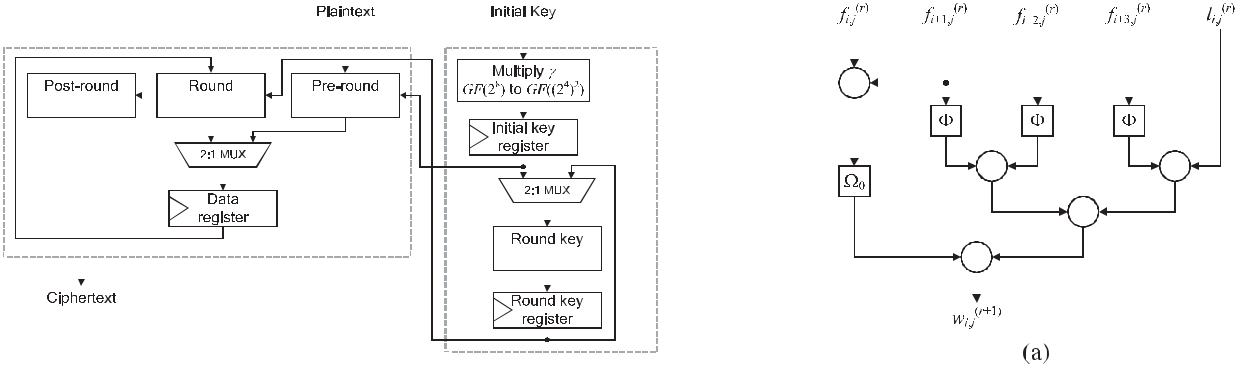 Plaintext
Initial Key
Post-round
Round
Pre-round
2:1 MUX
Data
register
Ciphertext
Multiply γ
GF(2⁸) to GF((2⁴)²)
Initial key
register
2:1 MUX
Round key
Round key
register
f_{i,j}^{(r)} f_{i+1,j}^{(r)} f_{i+2,j}^{(r)} f_{i+3,j}^{(r)} l_{i,j}^{(r)}
Φ Φ Φ
Ω₀
w_{i,j}^{(r+1)}
(a)